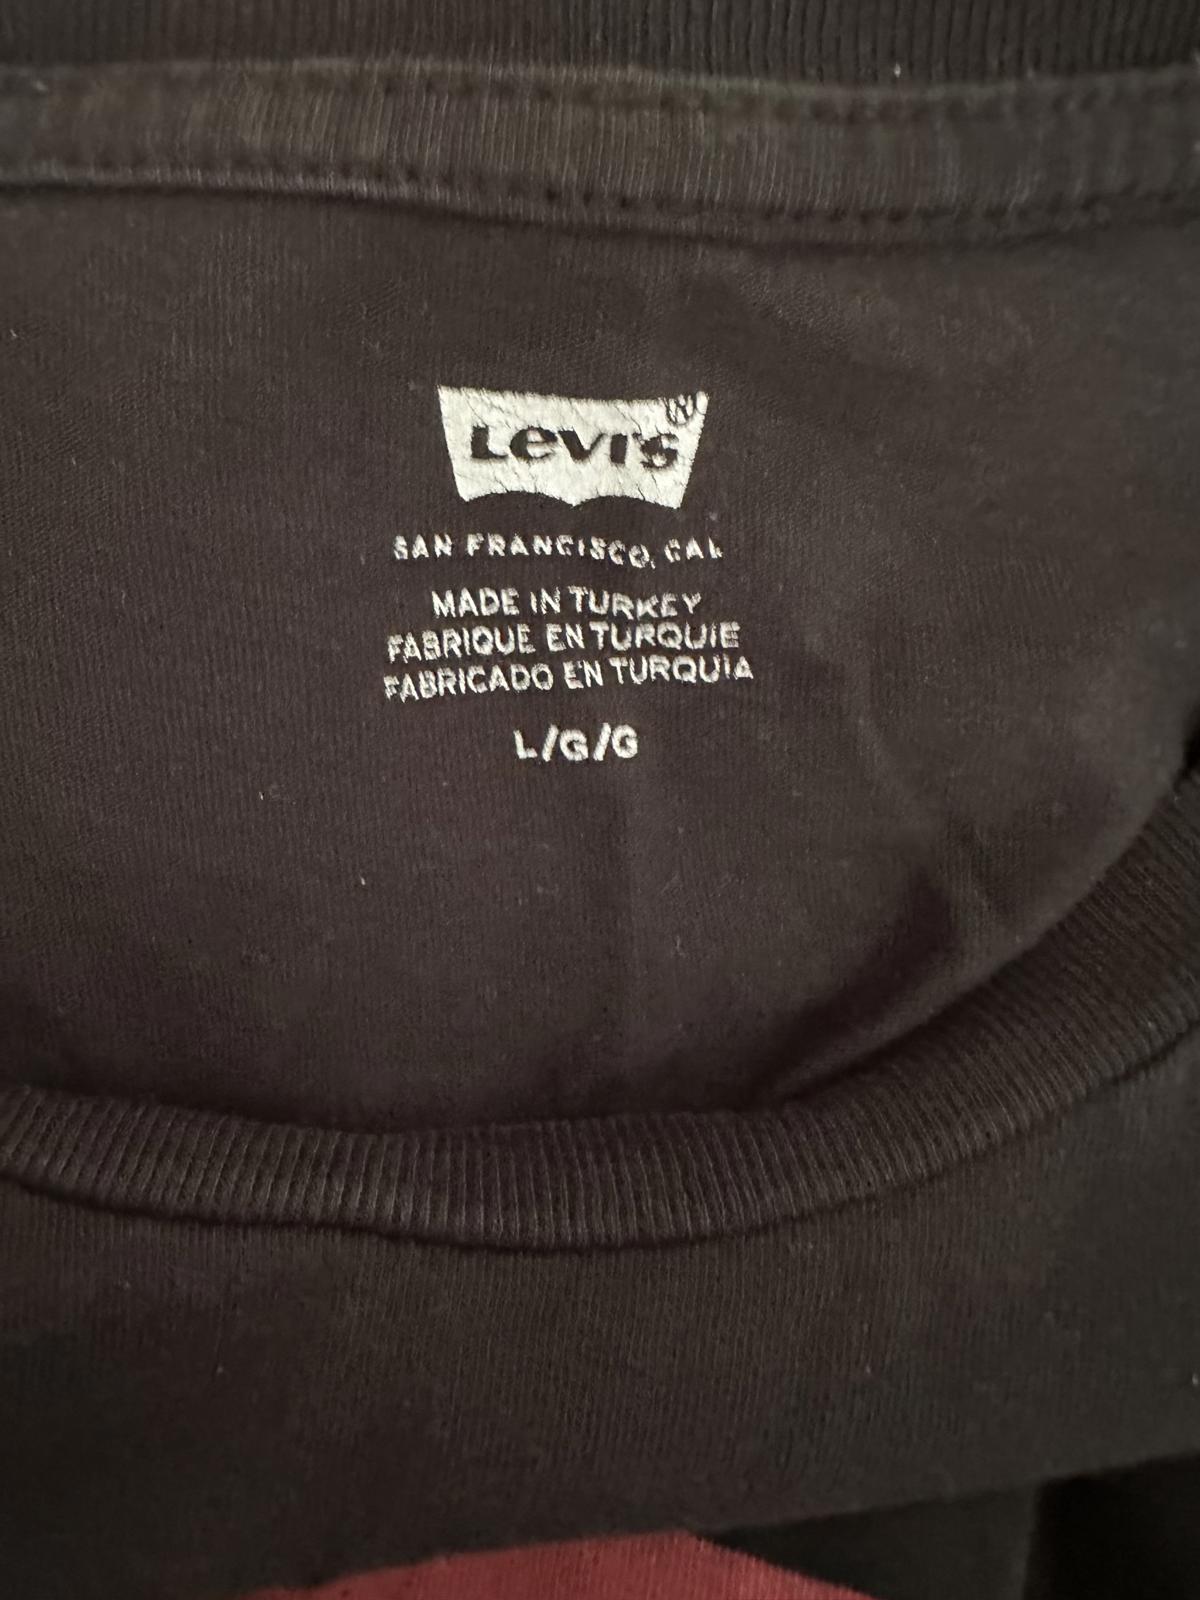 Levi's ®
SAN FRANCISCO, CAL
MADE IN TURKEY
FABRIQUE EN TURQUIE
FABRICADO EN TURQUIA
L/G/G